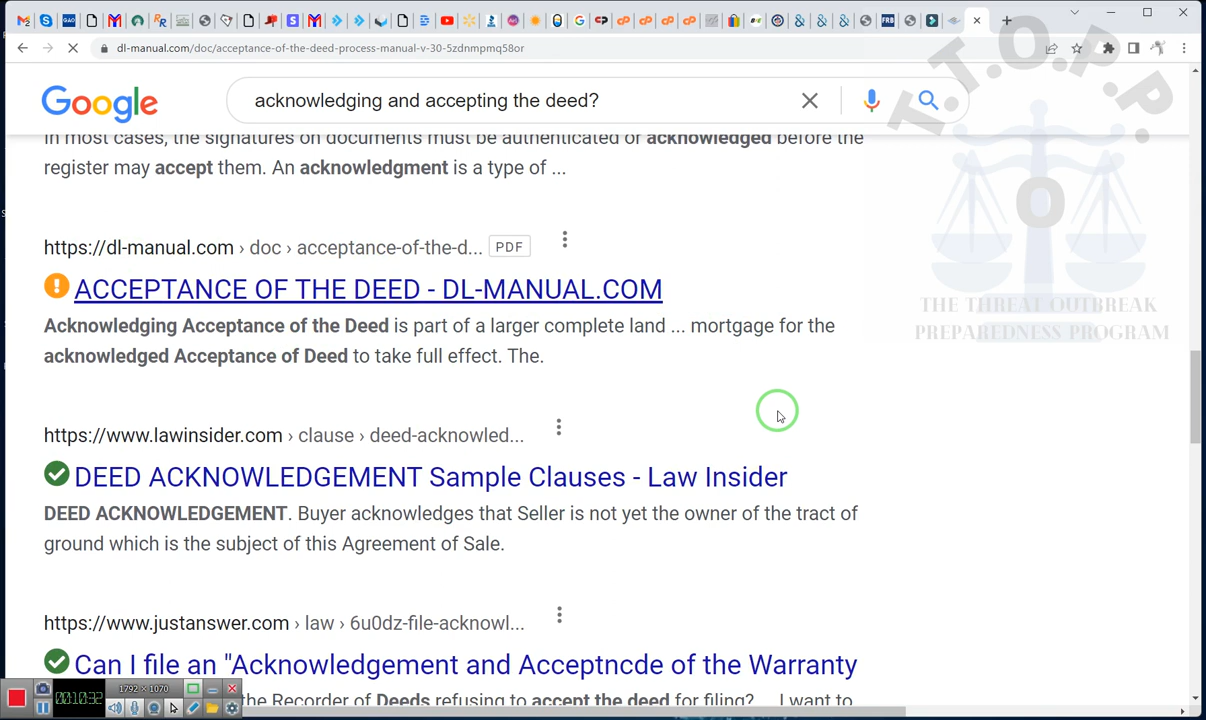 dl-manual.com/doc/acceptance-of-the-deed-process-manual-v-30-5zdnmpmq58or
Google
acknowledging and accepting the deed?
T.T.O.P.P.
In most cases, the signatures on documents must be authenticated or acknowledged before the
register may accept them. An acknowledgment is a type of ...
https://dl-manual.com › doc › acceptance-of-the-d... PDF
ACCEPTANCE OF THE DEED - DL-MANUAL.COM
THE THREAT OUTBREAK
PREPAREDNESS PROGRAM
Acknowledging Acceptance of the Deed is part of a larger complete land ... mortgage for the
acknowledged Acceptance of Deed to take full effect. The.
https://www.lawinsider.com › clause › deed-acknowled...
DEED ACKNOWLEDGEMENT Sample Clauses - Law Insider
DEED ACKNOWLEDGEMENT. Buyer acknowledges that Seller is not yet the owner of the tract of
ground which is the subject of this Agreement of Sale.
https://www.justanswer.com › law › 6u0dz-file-acknowl...
Can I file an "Acknowledgement and Acceptncde of the Warranty
the Recorder of Deeds refusing to accept the deed for filing? ... I want to
1792 × 1070